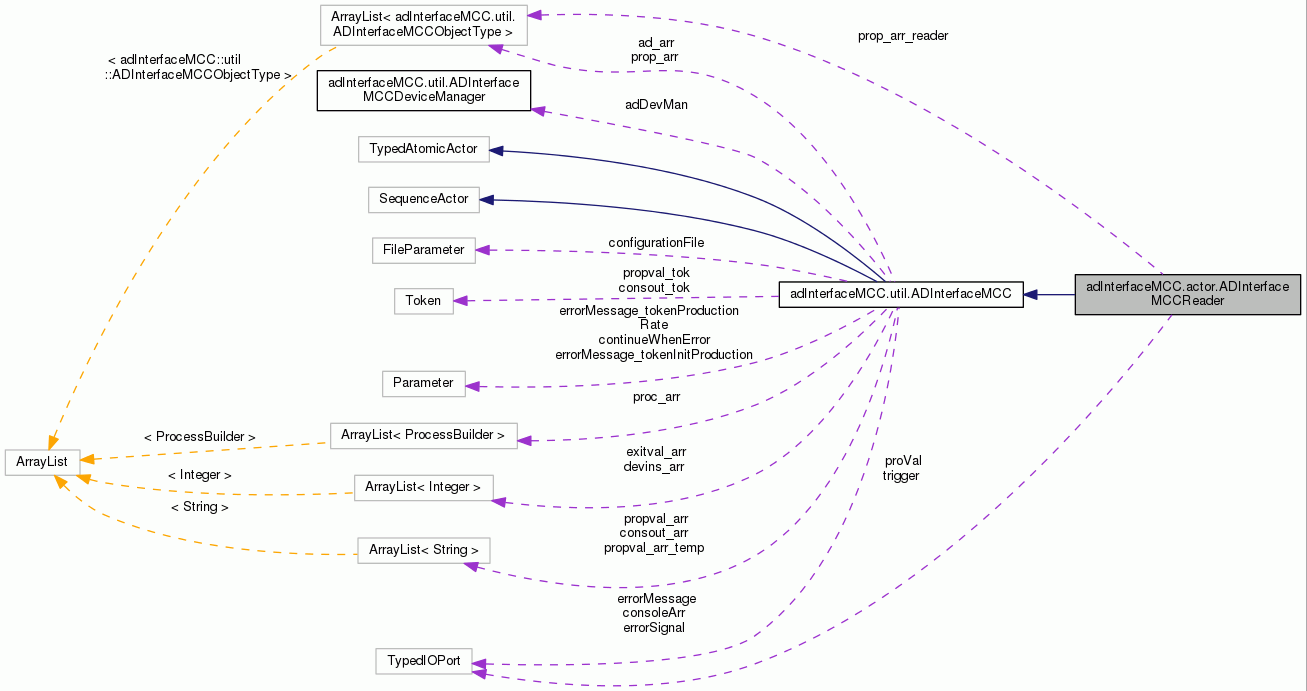 ArrayList< adInterfaceMCC.util.
ADInterfaceMCCObjectType >
prop_arr_reader
ad_arr
prop_arr
< adInterfaceMCC::util
::ADInterfaceMCCObjectType >
adInterfaceMCC.util.ADInterface
MCCDeviceManager
adDevMan
TypedAtomicActor
SequenceActor
FileParameter
configurationFile
propval_tok
consout_tok
Token
adInterfaceMCC.util.ADInterfaceMCC
adInterfaceMCC.actor.ADInterface
MCCReader
errorMessage_tokenProduction
Rate
continueWhenError
errorMessage_tokenInitProduction
Parameter
proc_arr
ArrayList< ProcessBuilder >
< ProcessBuilder >
ArrayList
exitval_arr
devins_arr
proVal
trigger
< Integer >
ArrayList< Integer >
< String >
propval_arr
consout_arr
propval_arr_temp
ArrayList< String >
errorMessage
consoleArr
errorSignal
TypedIOPort